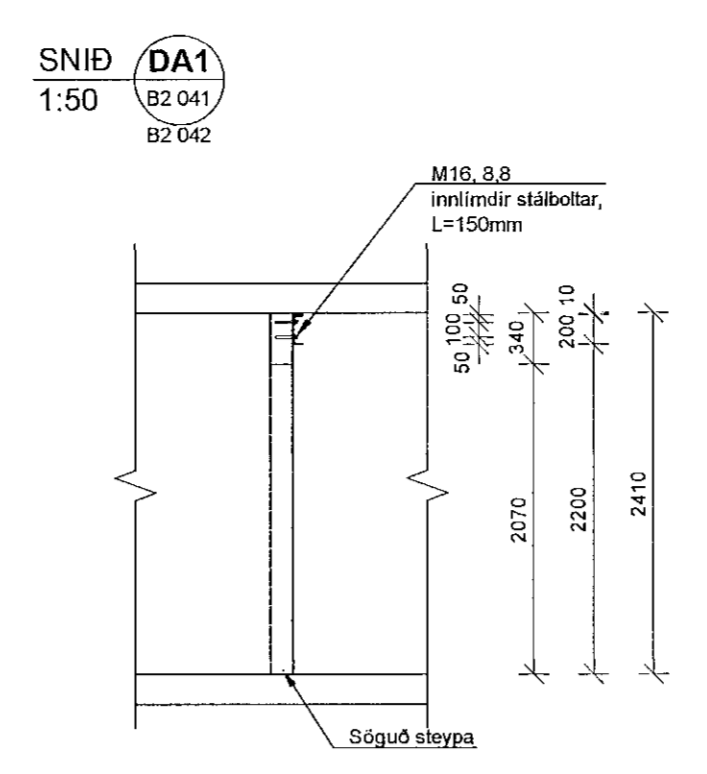 SNIÐ DA1
1:50 B2 041
B2 042
M16, 8,8
innlímdir stálboltar,
L=150mm
50
100
50
340
2070
10
200
2200
2410
Söguð steypa